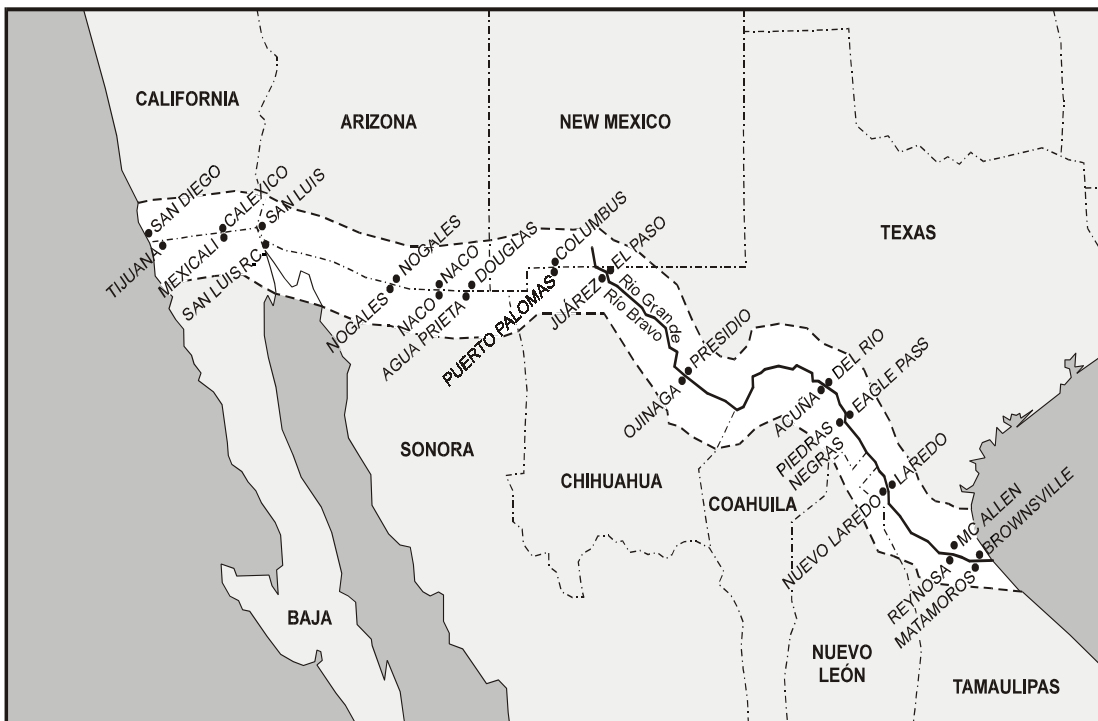 CALIFORNIA
ARIZONA
NEW MEXICO
TEXAS
SAN DIEGO
TIJUANA
CALEXICO
MEXICALI
SAN LUIS
SAN LUIS R.C.
NOGALES
NOGALES
NACO
NACO
DOUGLAS
AGUA PRIETA
COLUMBUS
PUERTO PALOMAS
EL PASO
JUÁREZ
Río Grande
Río Bravo
PRESIDIO
OJINAGA
DEL RIO
ACUÑA
EAGLE PASS
PIEDRAS
NEGRAS
LAREDO
NUEVO LAREDO
MC ALLEN
REYNOSA
BROWNSVILLE
MATAMOROS
SONORA
CHIHUAHUA
COAHUILA
BAJA
NUEVO
LEÓN
TAMAULIPAS